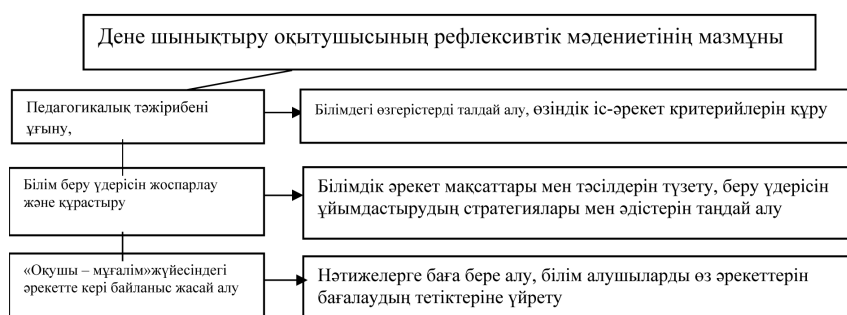 Дене шынықтыру оқытушысының рефлексивтік мәдениетінің мазмұны
Педагогикалық тәжірибені
ұғыну,
Білімдегі өзгерістерді талдай алу, өзіндік іс-әрекет критерийлерін құру
Білім беру үдерісін жоспарлау
және құрастыру
Білімдік әрекет мақсаттары мен тәсілдерін түзету, беру үдерісін
ұйымдастырудың стратегиялары мен әдістерін таңдай алу
«Оқушы – мұғалім»жүйесіндегі
әрекетте кері байланыс жасай алу
Нәтижелерге баға бере алу, білім алушыларды өз әрекеттерін
бағалаудың тетіктеріне үйрету